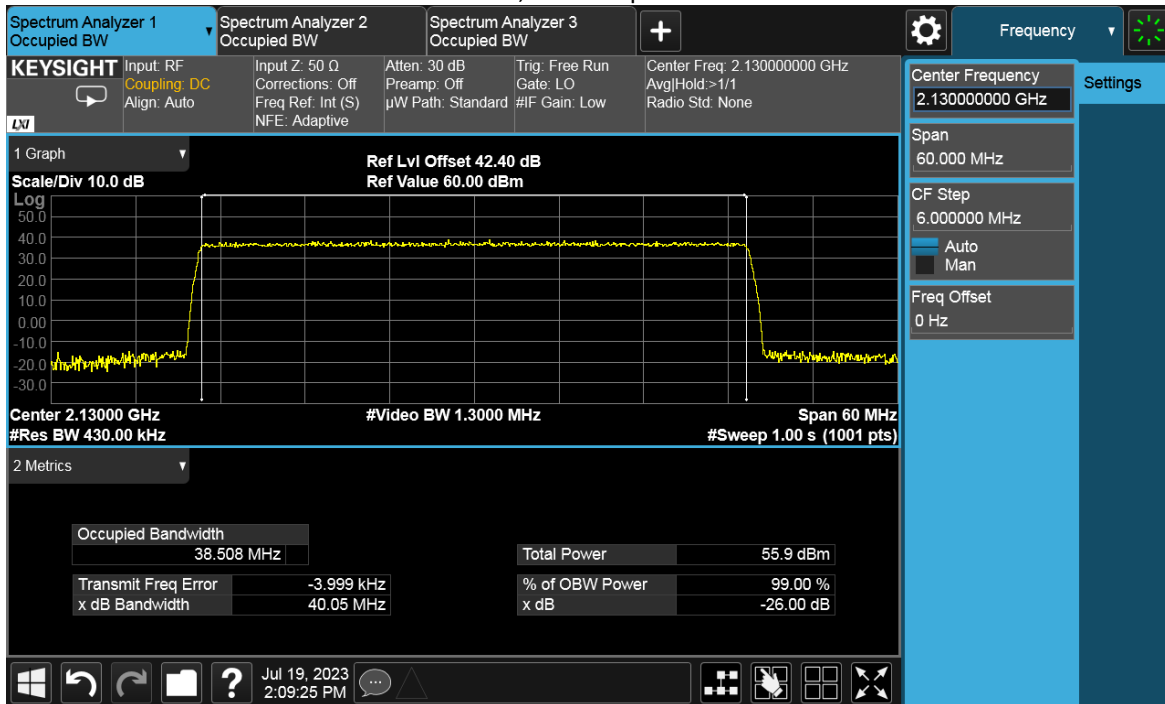 Spectrum Analyzer 1
Occupied BW
Spectrum Analyzer 2
Occupied BW
Spectrum Analyzer 3
Occupied BW
Frequency
KEYSIGHT
LXI
Input: RF
Coupling: DC
Align: Auto
Input Z: 50 Ω
Corrections: Off
Freq Ref: Int (S)
NFE: Adaptive
Atten: 30 dB
Preamp: Off
µW Path: Standard
Trig: Free Run
Gate: LO
#IF Gain: Low
Center Freq: 2.130000000 GHz
Avg|Hold:>1/1
Radio Std: None
Center Frequency
2.130000000 GHz
Settings
Span
60.000 MHz
CF Step
6.000000 MHz
Auto
Man
Freq Offset
0 Hz
1 Graph
Scale/Div 10.0 dB
Ref Lvl Offset 42.40 dB
Ref Value 60.00 dBm
Log
50.0
40.0
30.0
20.0
10.0
0.00
-10.0
-20.0
-30.0
Center 2.13000 GHz
#Video BW 1.3000 MHz
Span 60 MHz
#Res BW 430.00 kHz
#Sweep 1.00 s (1001 pts)
2 Metrics
Occupied Bandwidth
38.508 MHz
Total Power 55.9 dBm
Transmit Freq Error -3.999 kHz
% of OBW Power 99.00 %
x dB Bandwidth 40.05 MHz
x dB -26.00 dB
?
Jul 19, 2023
2:09:25 PM